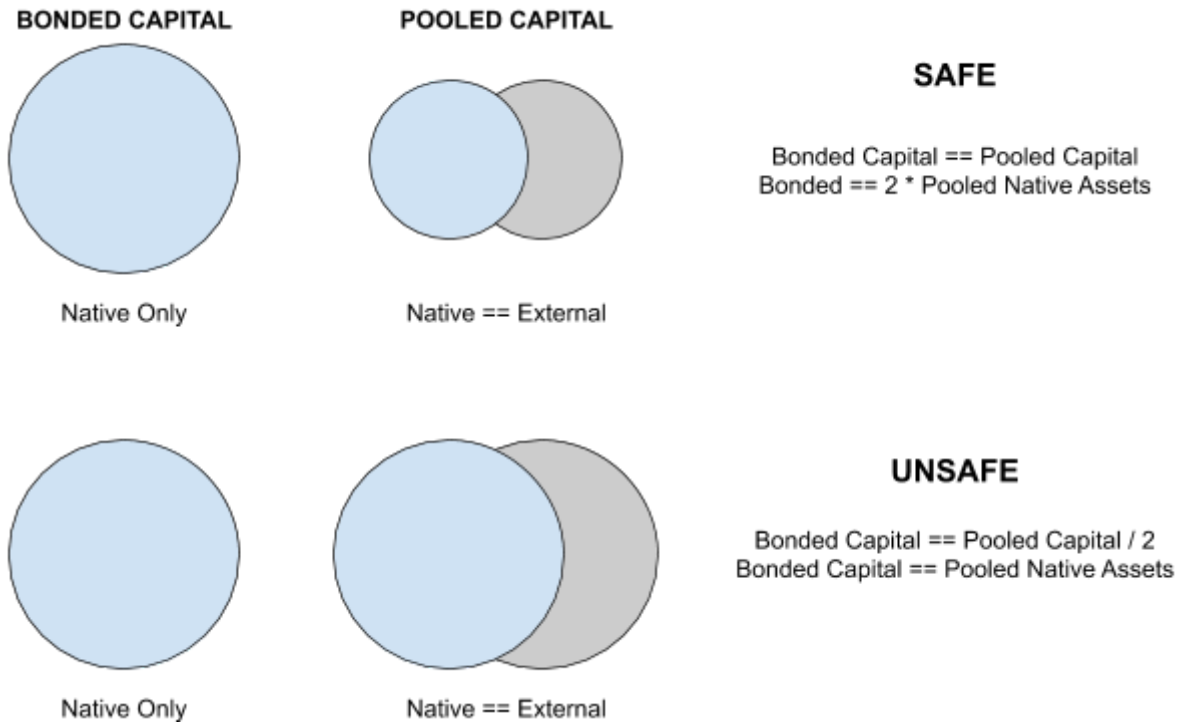 BONDED CAPITAL
POOLED CAPITAL
SAFE
Bonded Capital == Pooled Capital
Bonded == 2 * Pooled Native Assets
Native Only
Native == External
UNSAFE
Bonded Capital == Pooled Capital / 2
Bonded Capital == Pooled Native Assets
Native Only
Native == External